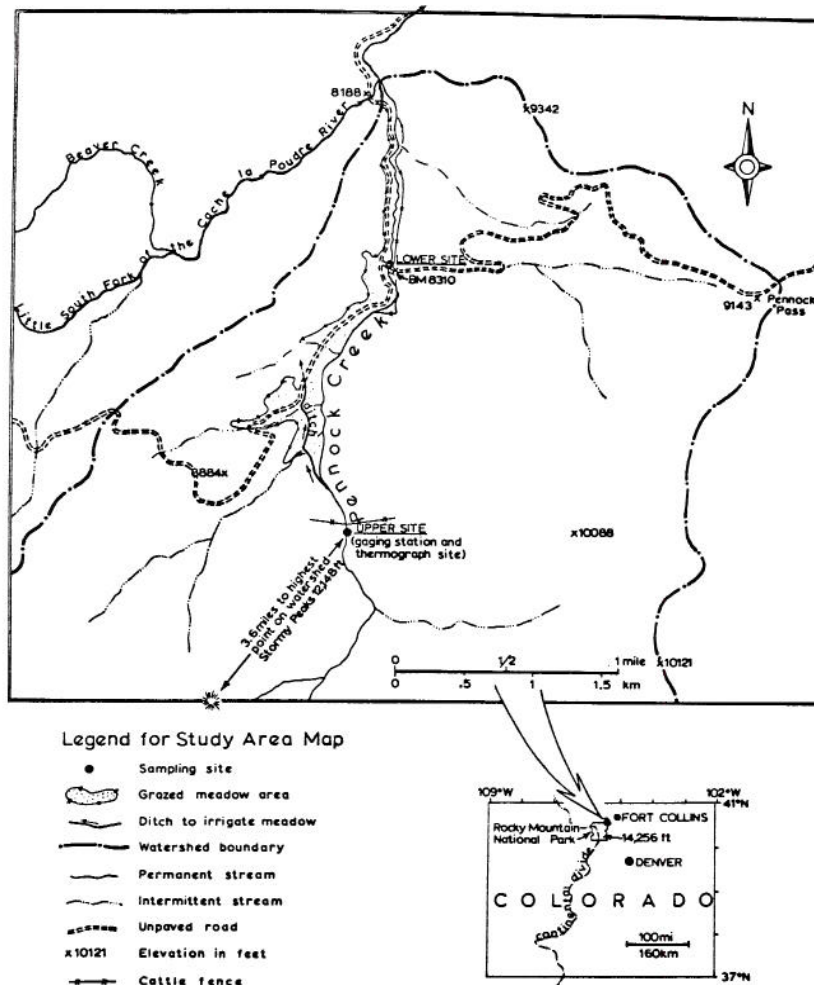 8188x
x9342
N
Beaver Creek
Little South Fork of the Cache la Poudre River
LOWER SITE
BM 8310
9143 x Pennock
Pass
Pennock Creek
Ditch
8884x
UPPER SITE
(gaging station and
thermograph site)
x10088
3.6 miles to highest
point on watershed
Stormy Peaks 12,148 ft
0 1/2 1 mile
0 .5 1 1.5 km
x10121
Legend for Study Area Map
Sampling site
Grazed meadow area
Ditch to irrigate meadow
Watershed boundary
Permanent stream
Intermittent stream
Unpaved road
x10121 Elevation in feet
Cattle fence
109°W 102°W
41°N
FORT COLLINS
Rocky Mountain
National Park
14,256 ft
DENVER
Continental Divide
COLORADO
100mi
160km
37°N